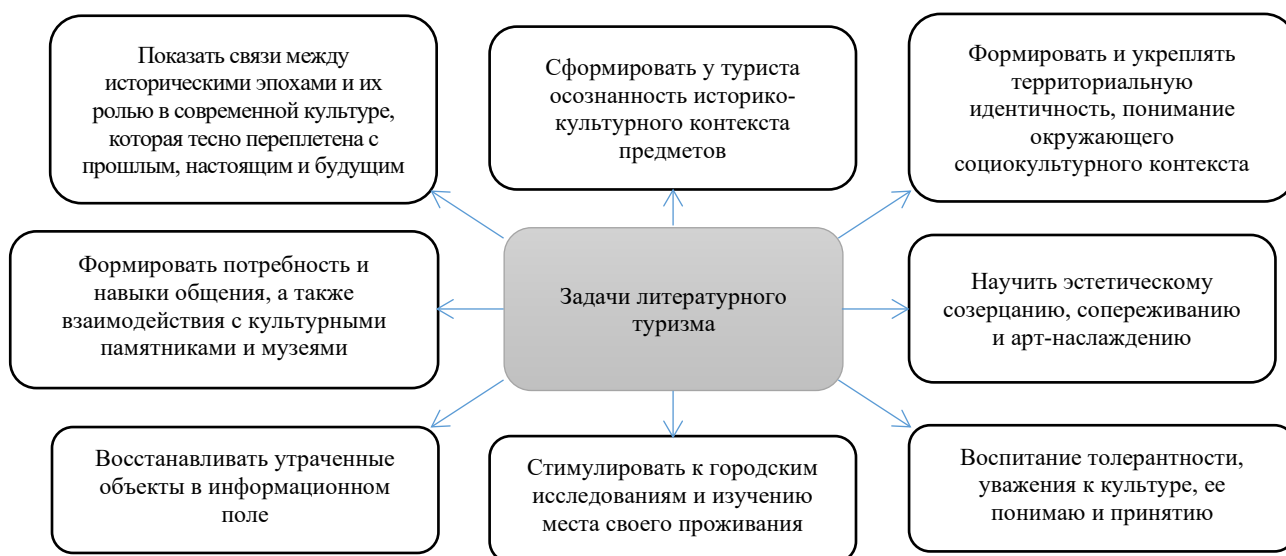 Показать связи между
историческими эпохами и их
ролью в современной культуре,
которая тесно переплетена с
прошлым, настоящим и будущим
Сформировать у туриста
осознанность историко-
культурного контекста
предметов
Формировать и укреплять
территориальную
идентичность, понимание
окружающего
социокультурного контекста
Формировать потребность и
навыки общения, а также
взаимодействия с культурными
памятниками и музеями
Задачи литературного
туризма
Научить эстетическому
созерцанию, сопереживанию
и арт-наслаждению
Восстанавливать утраченные
объекты в информационном
поле
Стимулировать к городским
исследованиям и изучению
места своего проживания
Воспитание толерантности,
уважения к культуре, ее
понимаю и принятию